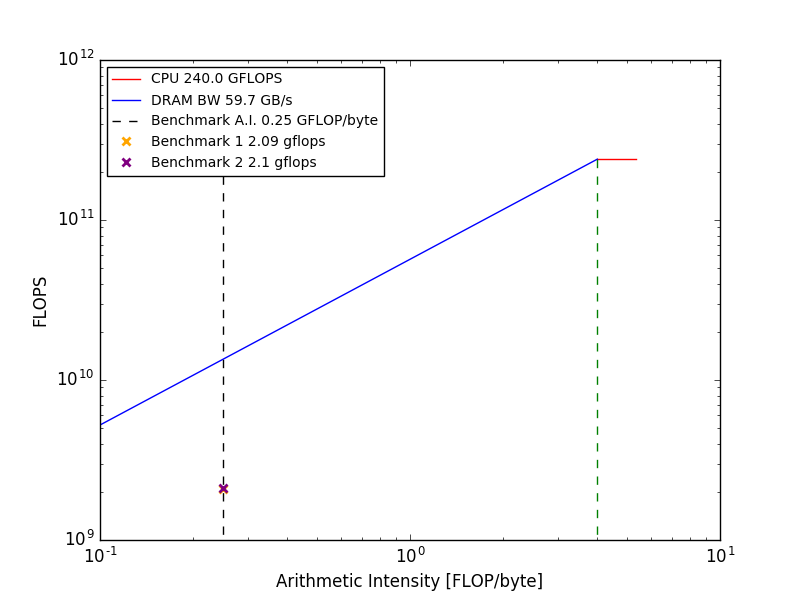 10^12
CPU 240.0 GFLOPS
DRAM BW 59.7 GB/s
Benchmark A.I. 0.25 GFLOP/byte
Benchmark 1 2.09 gflops
Benchmark 2 2.1 gflops
10^11
FLOPS
10^10
10^9
10^-1
10^0
10^1
Arithmetic Intensity [FLOP/byte]